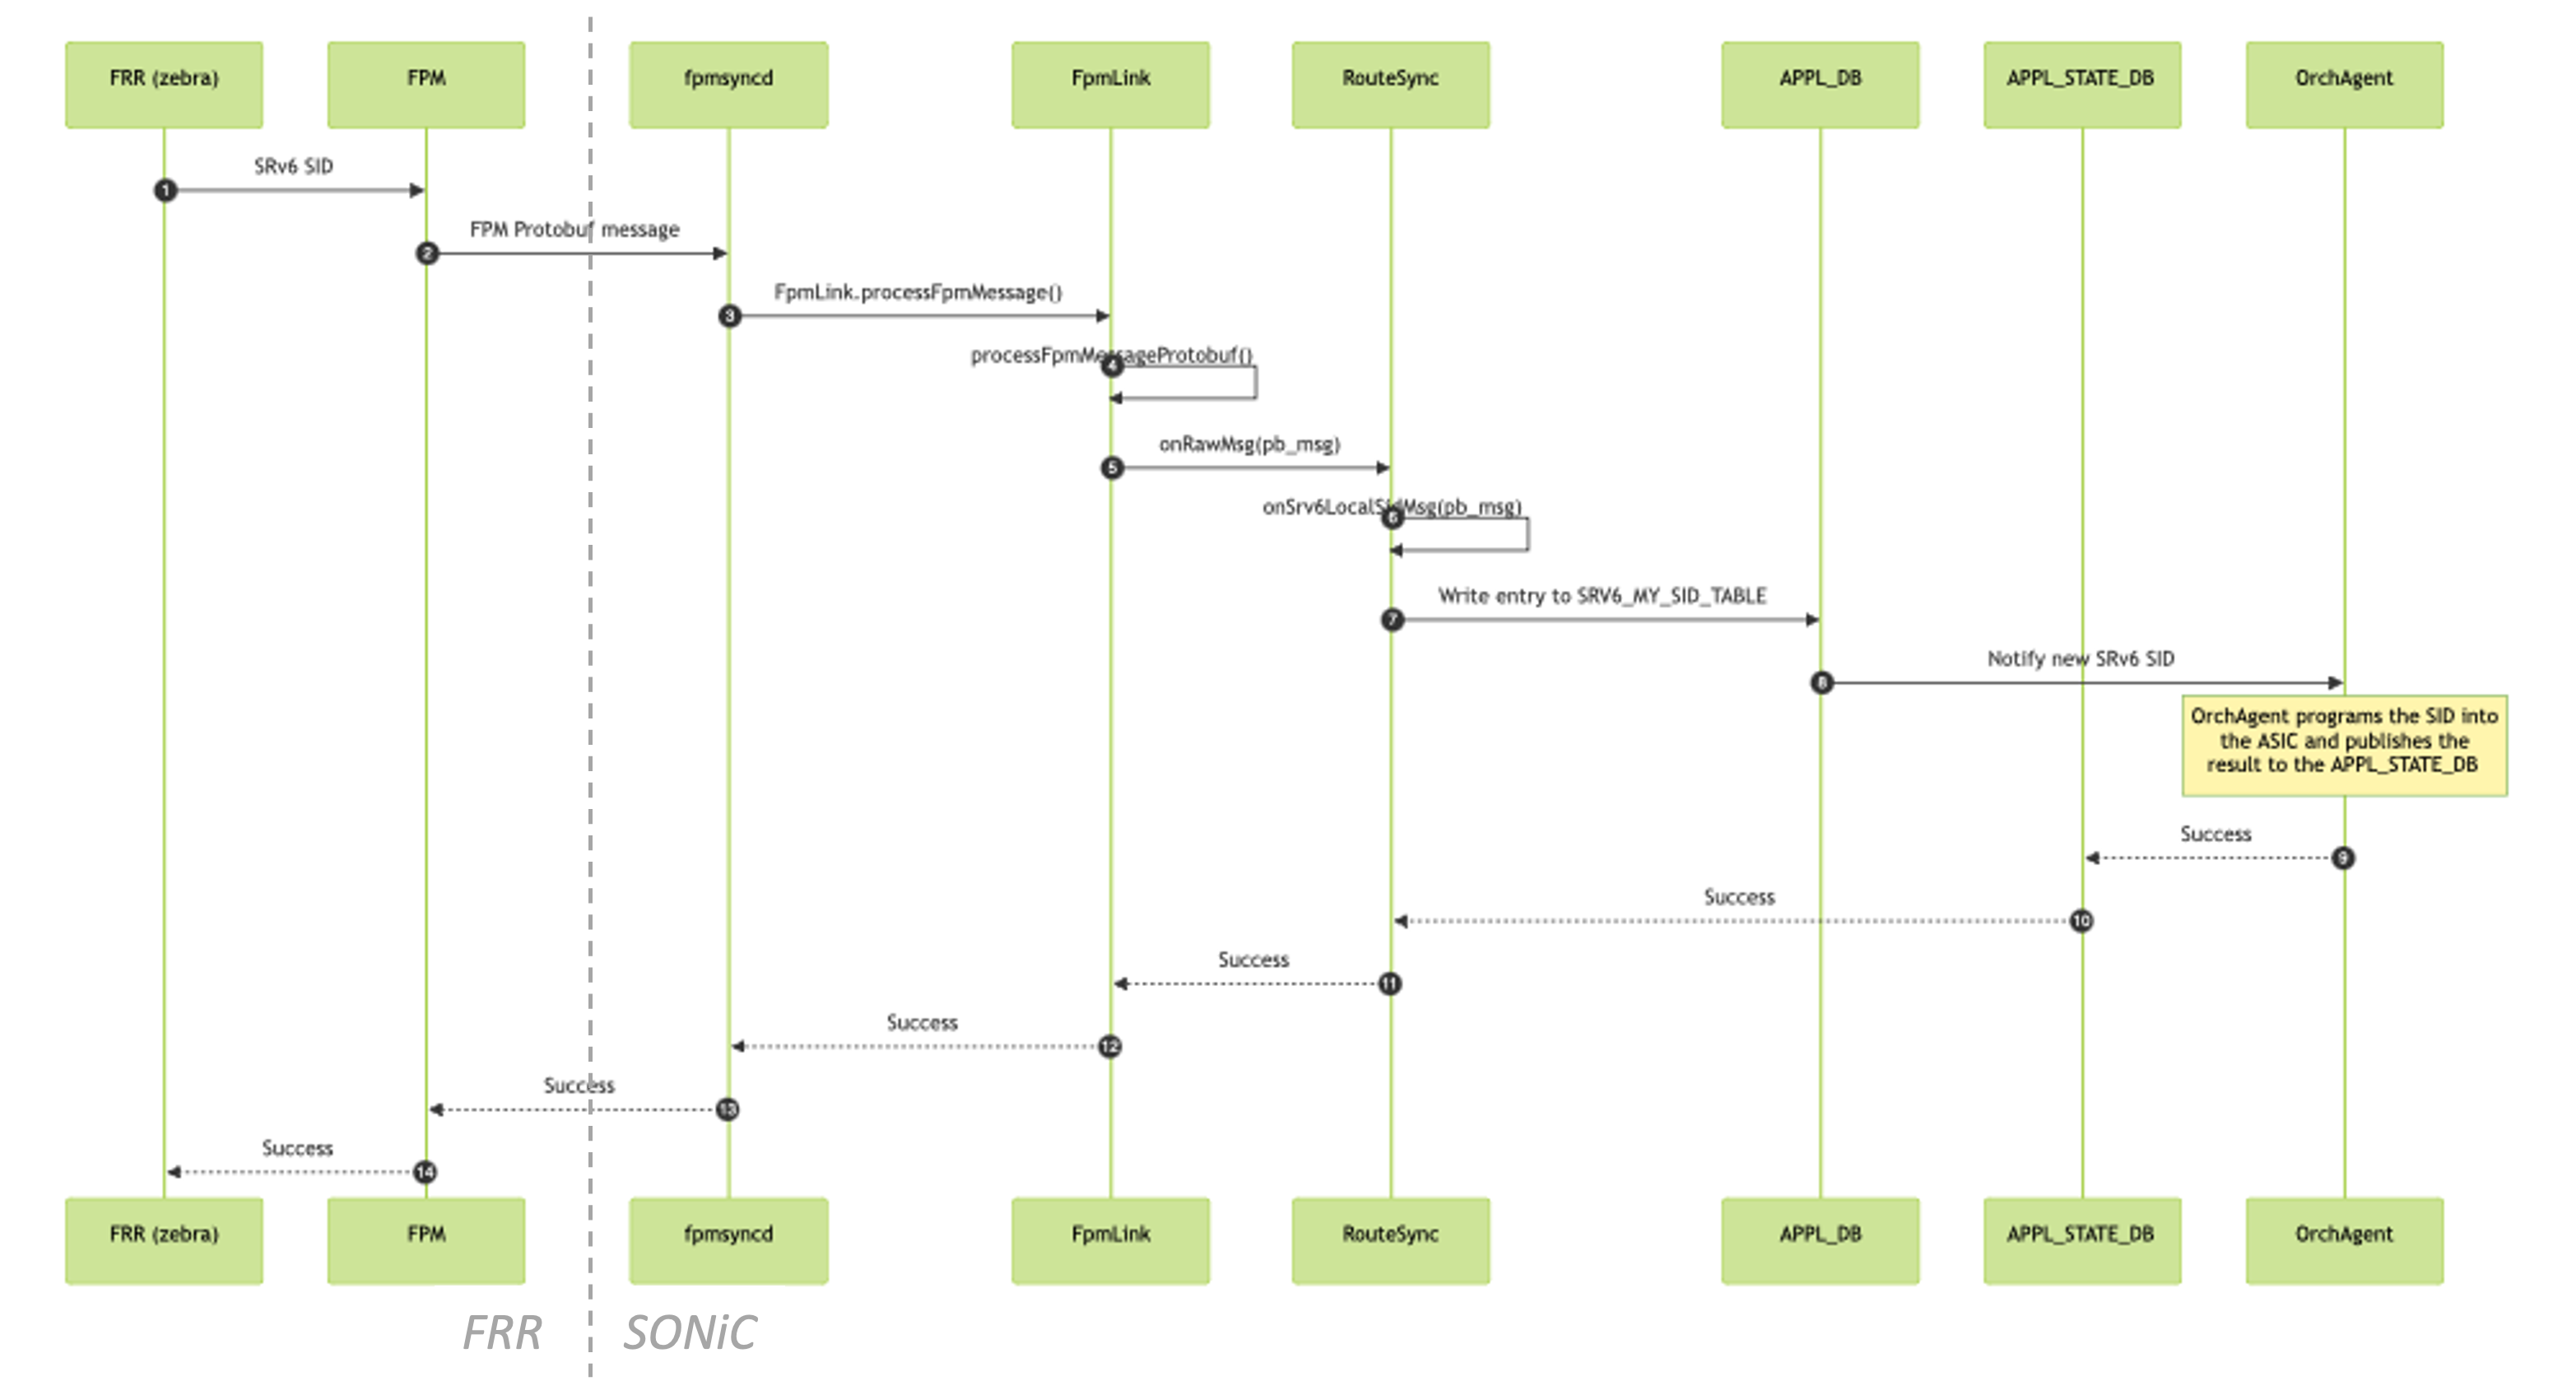 FRR (zebra)
FPM
fpmsyncd
FpmLink
RouteSync
APPL_DB
APPL_STATE_DB
OrchAgent
SRv6 SID
1
FPM Protobuf message
2
FpmLink.processFpmMessage()
3
processFpmMessageProtobuf()
4
onRawMsg(pb_msg)
5
onSrv6LocalSidMsg(pb_msg)
6
Write entry to SRV6_MY_SID_TABLE
7
Notify new SRv6 SID
8
OrchAgent programs the SID into
the ASIC and publishes the
result to the APPL_STATE_DB
Success
9
Success
10
Success
11
Success
12
Success
13
Success
14
FRR (zebra)
FPM
fpmsyncd
FpmLink
RouteSync
APPL_DB
APPL_STATE_DB
OrchAgent
FRR
SONiC